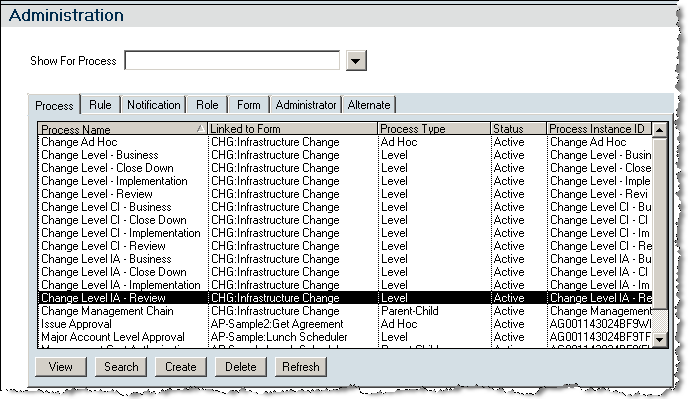 Administration
Show For Process
Process Rule Notification Role Form Administrator Alternate
Process Name Linked to Form Process Type Status Process Instance ID
Change Ad Hoc CHG:Infrastructure Change Ad Hoc Active Change Ad Hoc
Change Level - Business CHG:Infrastructure Change Level Active Change Level - Busin
Change Level - Close Down CHG:Infrastructure Change Level Active Change Level - Close
Change Level - Implementation CHG:Infrastructure Change Level Active Change Level - Imple
Change Level - Review CHG:Infrastructure Change Level Active Change Level - Revi
Change Level CI - Business CHG:Infrastructure Change Level Active Change Level CI - Bu
Change Level CI - Close Down CHG:Infrastructure Change Level Active Change Level CI - Cl
Change Level CI - Implementation CHG:Infrastructure Change Level Active Change Level CI - Im
Change Level CI - Review CHG:Infrastructure Change Level Active Change Level CI - Re
Change Level IA - Business CHG:Infrastructure Change Level Active Change Level IA - Bu
Change Level IA - Close Down CHG:Infrastructure Change Level Active Change Level IA - Cl
Change Level IA - Implementation CHG:Infrastructure Change Level Active Change Level IA - Im
Change Level IA - Review CHG:Infrastructure Change Level Active Change Level IA - Re
Change Management Chain CHG:Infrastructure Change Parent-Child Active Change Management
Issue Approval AP-Sample2:Get Agreement Ad Hoc Active AG001143024BF9WI
Major Account Level Approval AP-Sample:Lunch Scheduler Level Active AG001143024BF9TF
View Search Create Delete Refresh